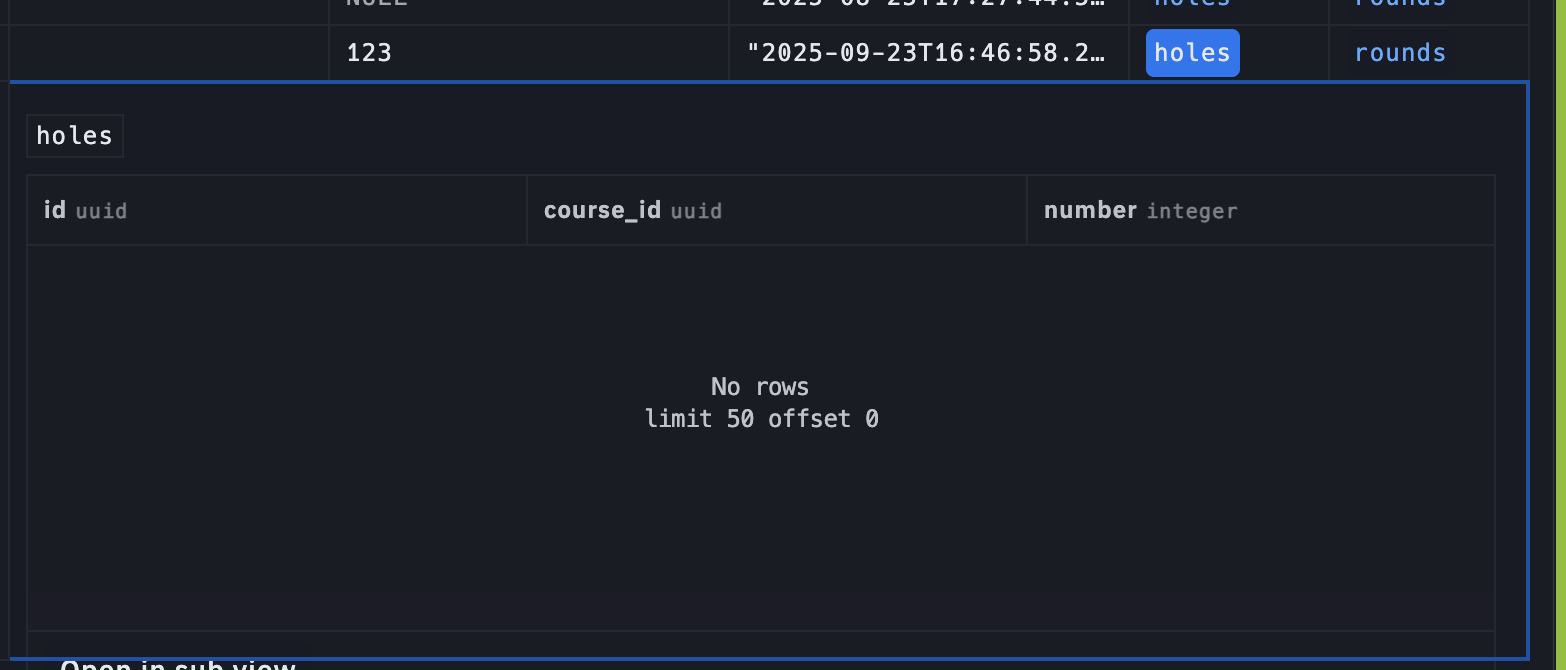 NULL "2025-08-23T17:27:44.5… holes rounds
123 "2025-09-23T16:46:58.2… holes rounds
holes
id uuid course_id uuid number integer
No rows
limit 50 offset 0
Open in sub view